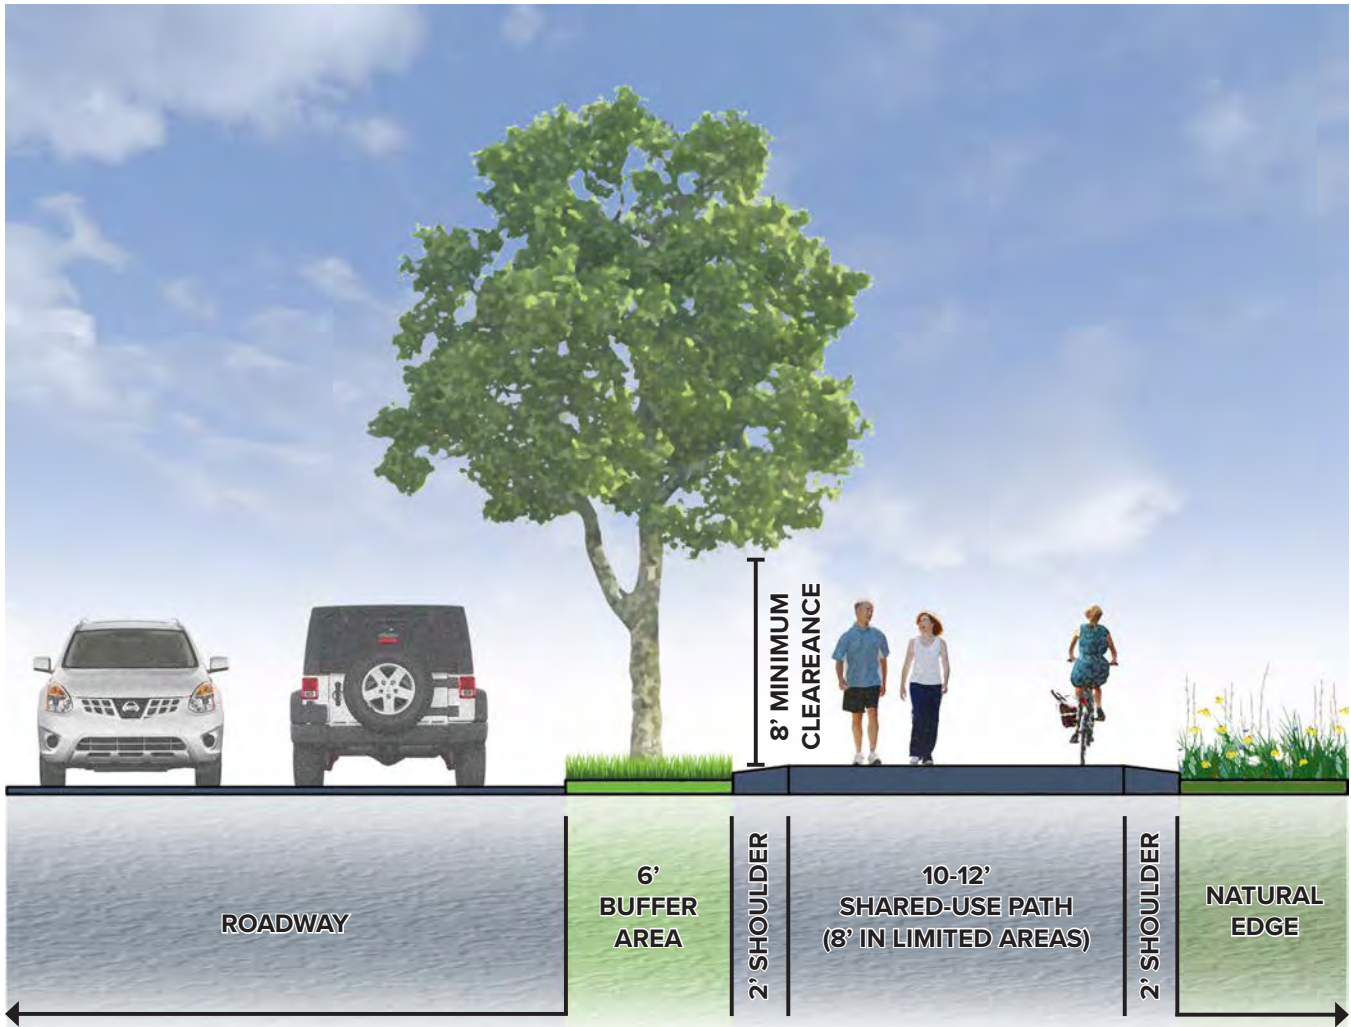 8’ MINIMUM
CLEAREANCE
ROADWAY
6’
BUFFER
AREA
2’ SHOULDER
10-12’
SHARED-USE PATH
(8’ IN LIMITED AREAS)
2’ SHOULDER
NATURAL
EDGE